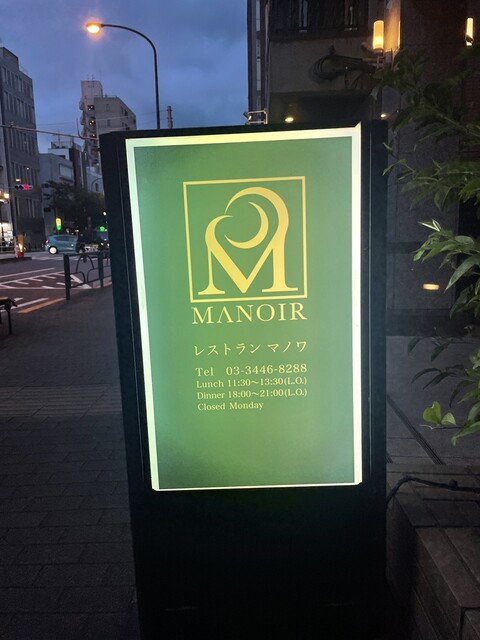 M
MANOIR
レストラン マノワ
Tel 03-3446-8288
Lunch 11:30〜13:30(L.O.)
Dinner 18:00〜21:00(L.O.)
Closed Monday